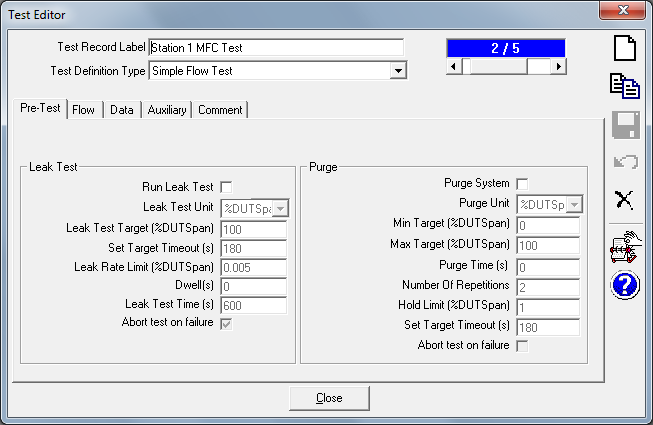 Test Editor
Test Record Label Station 1 MFC Test
2 / 5
Test Definition Type Simple Flow Test
Pre-Test Flow Data Auxiliary Comment
Leak Test
Run Leak Test
Leak Test Unit %DUTSpa
Leak Test Target (%DUTSpan) 100
Set Target Timeout (s) 180
Leak Rate Limit (%DUTSpan) 0.005
Dwell(s) 0
Leak Test Time (s) 600
Abort test on failure
Purge
Purge System
Purge Unit %DUTSp
Min Target (%DUTSpan) 0
Max Target (%DUTSpan) 100
Purge Time (s) 0
Number Of Repetitions 2
Hold Limit (%DUTSpan) 1
Set Target Timeout (s) 180
Abort test on failure
Close